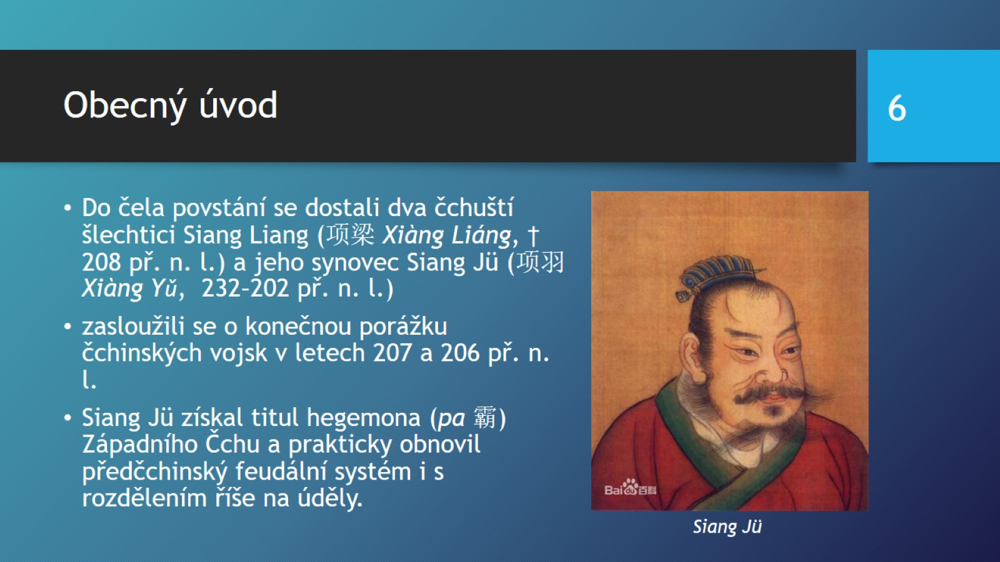 Obecný úvod
6
• Do čela povstání se dostali dva čchuští
šlechtici Siang Liang (项梁 Xiàng Liáng, †
208 př. n. l.) a jeho synovec Siang Jü (项羽
Xiàng Yǔ,  232–202 př. n. l.)
• zasloužili se o konečnou porážku
čchinských vojsk v letech 207 a 206 př. n.
l.
• Siang Jü získal titul hegemona (pa 霸)
Západního Čchu a prakticky obnovil
předčchinský feudální systém i s
rozdělením říše na úděly.
Bai du 百科
Siang Jü